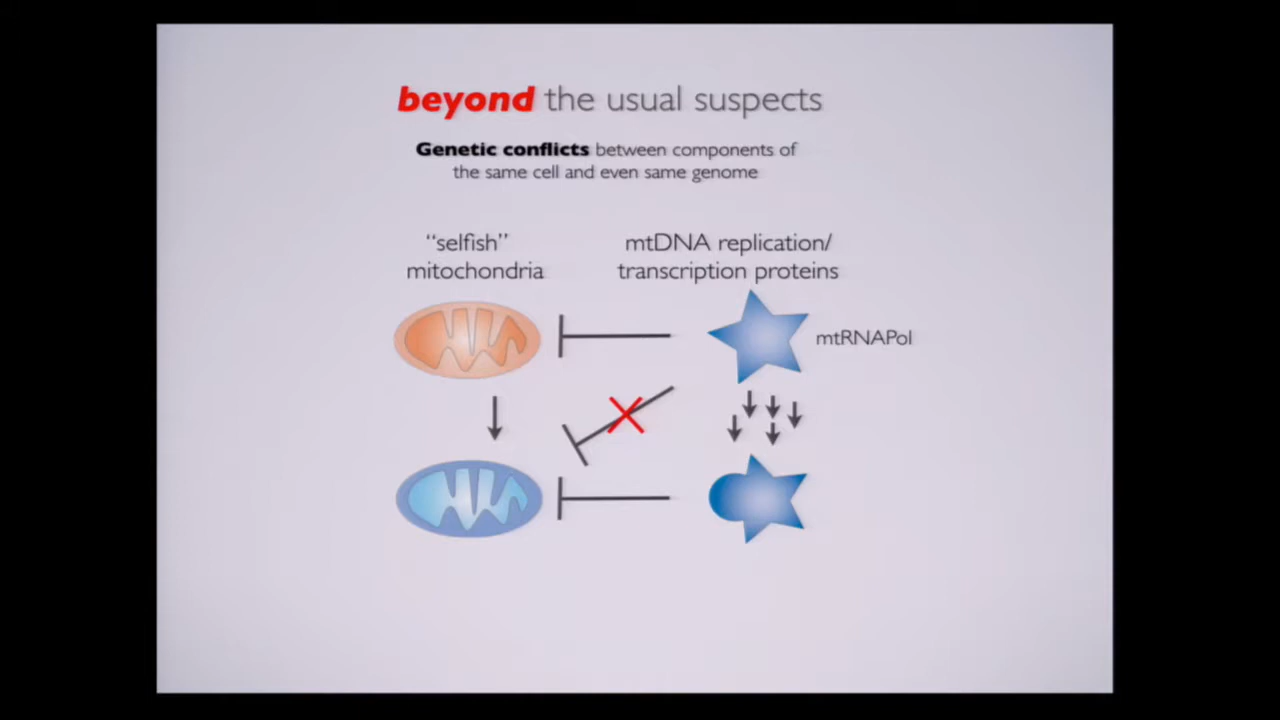 beyond the usual suspects
Genetic conflicts between components of
the same cell and even same genome
“selfish”
mitochondria
mtDNA replication/
transcription proteins
mtRNAPol